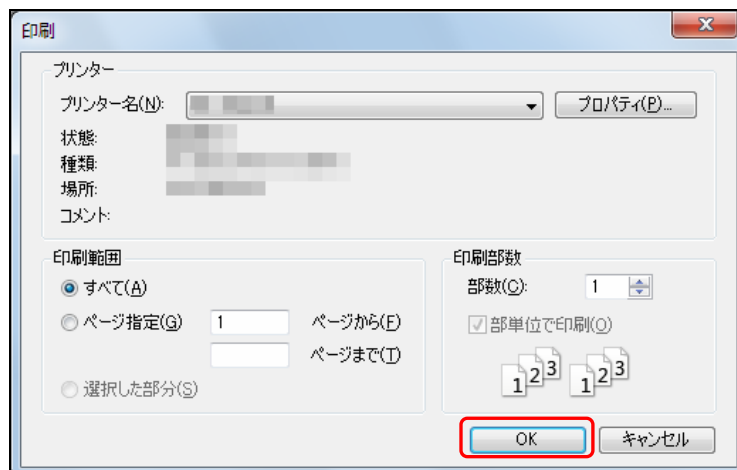 印刷
プリンター
プリンター名(N):
プロパティ(P)...
状態:
種類:
場所:
コメント:
印刷範囲
すべて(A)
ページ指定(G) 1 ページから(F)
ページまで(T)
選択した部分(S)
印刷部数
部数(C): 1
部単位で印刷(O)
1 2 3 1 2 3
OK キャンセル